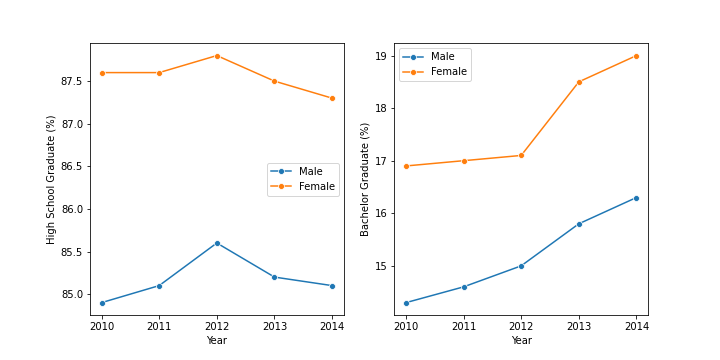 High School Graduate (%)
87.5
87.0
86.5
86.0
85.5
85.0
Male
Female
2010 2011 2012 2013 2014
Year
Bachelor Graduate (%)
19
18
17
16
15
Male
Female
2010 2011 2012 2013 2014
Year